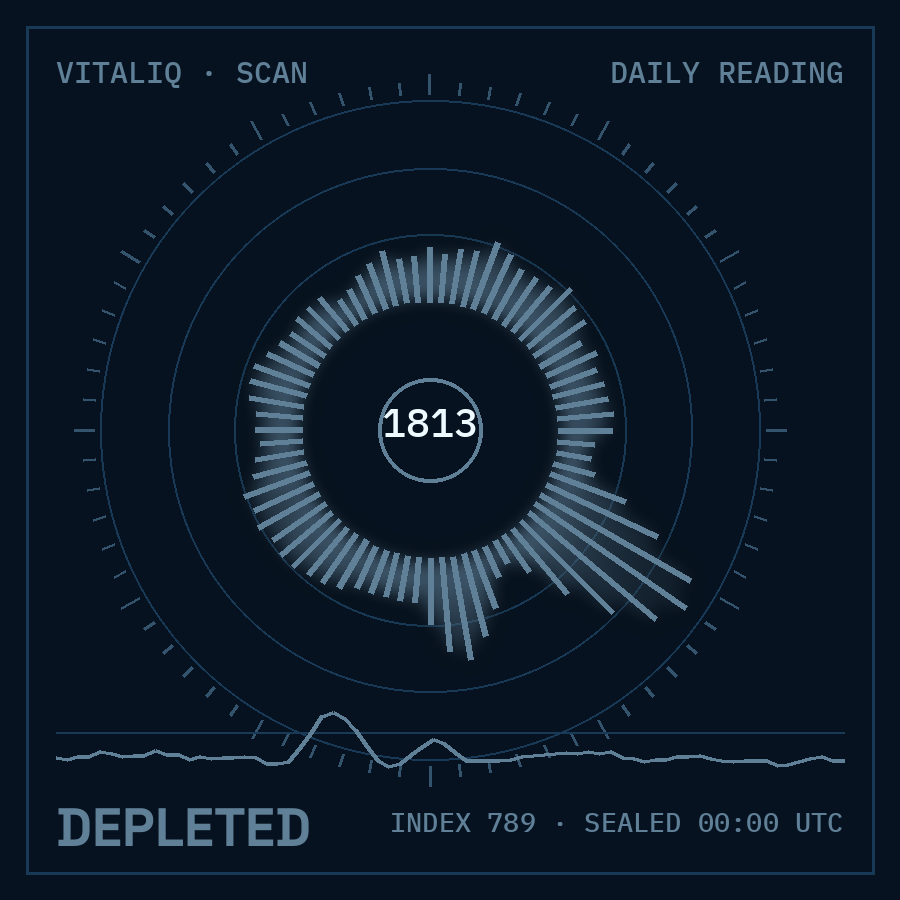 VITALIQ · SCAN
DAILY READING
1813
DEPLETED
INDEX 789 · SEALED 00:00 UTC